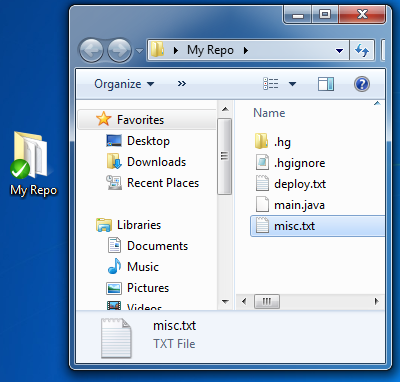 My Repo
My Repo
Organize
»
Favorites
Desktop
Downloads
Recent Places
Libraries
Documents
Music
Pictures
Videos
Name
.hg
.hgignore
deploy.txt
main.java
misc.txt
misc.txt
TXT File